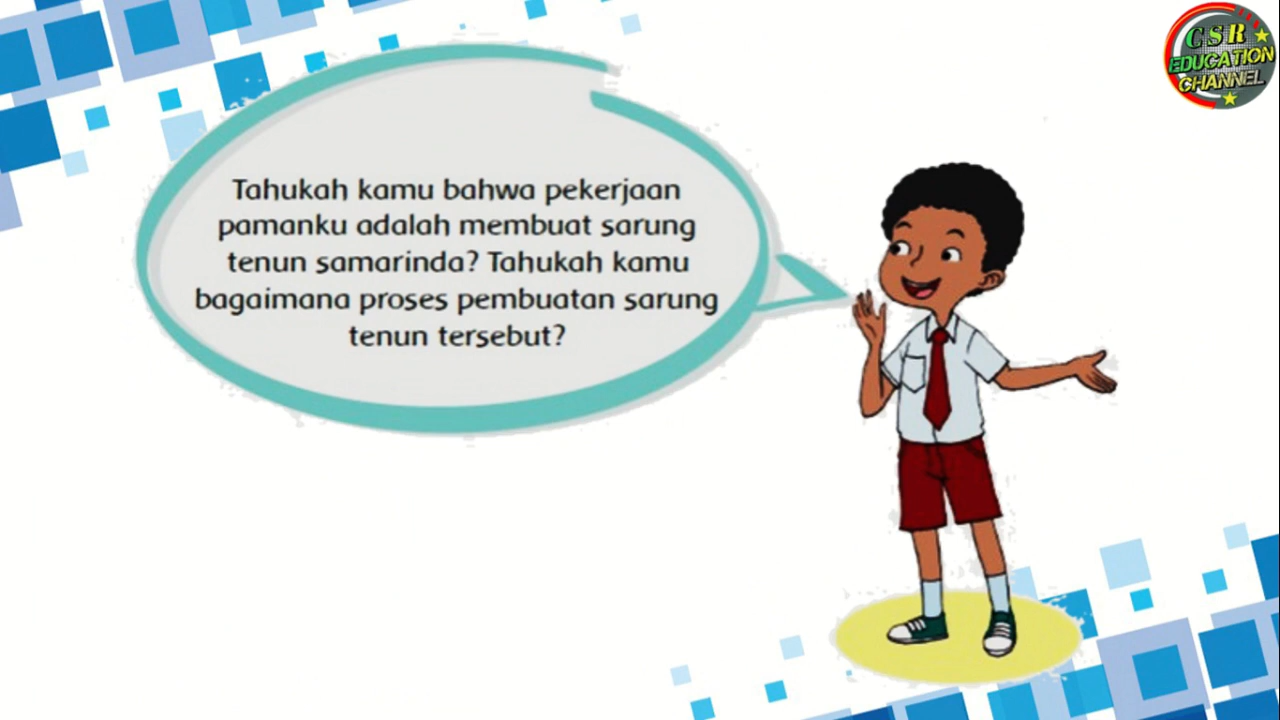 CSR
EDUCATION
CHANNEL
Tahukah kamu bahwa pekerjaan
pamanku adalah membuat sarung
tenun samarinda? Tahukah kamu
bagaimana proses pembuatan sarung
tenun tersebut?